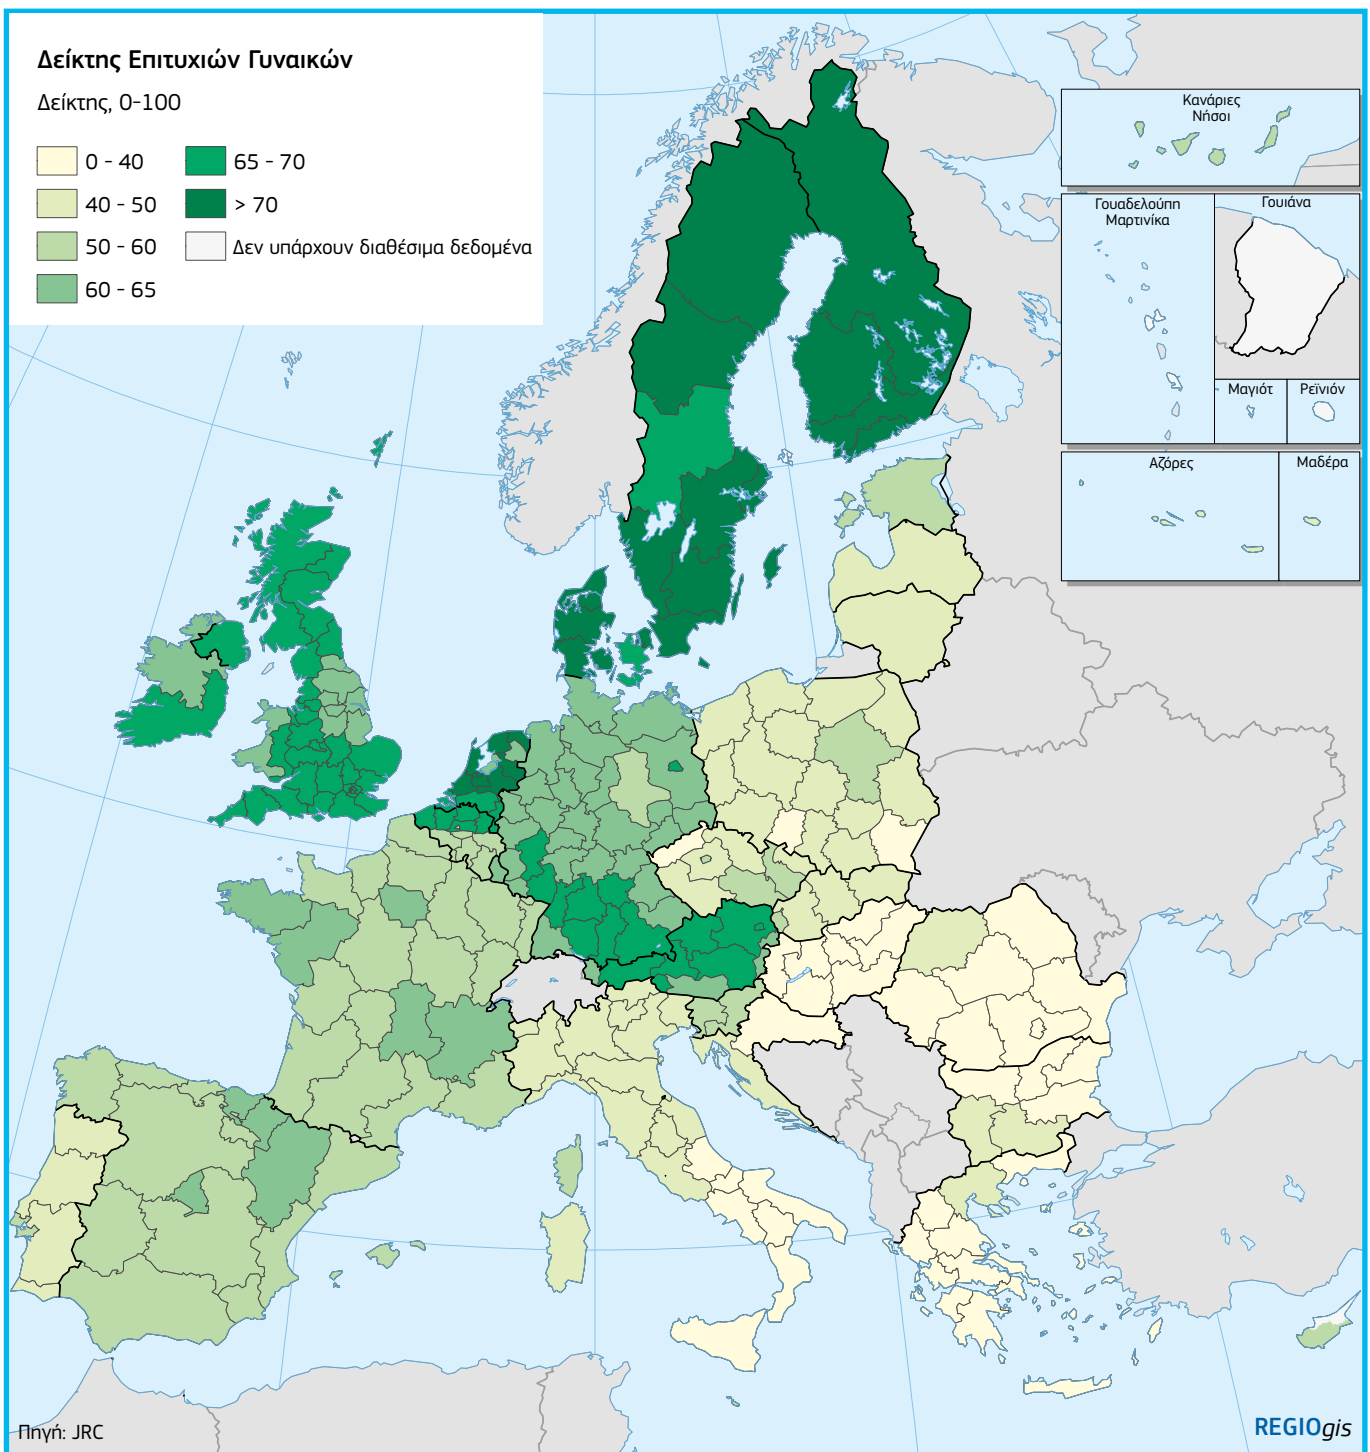 Δείκτης Επιτυχιών Γυναικών
Δείκτης, 0-100
0 - 40
40 - 50
50 - 60
60 - 65
65 - 70
> 70
Δεν υπάρχουν διαθέσιμα δεδομένα
Κανάριες
Νήσοι
Γουαδελούπη
Μαρτινίκα
Γουιάνα
Μαγιότ
Ρεϊνιόν
Αζόρες
Μαδέρα
Πηγή: JRC
REGIOgis